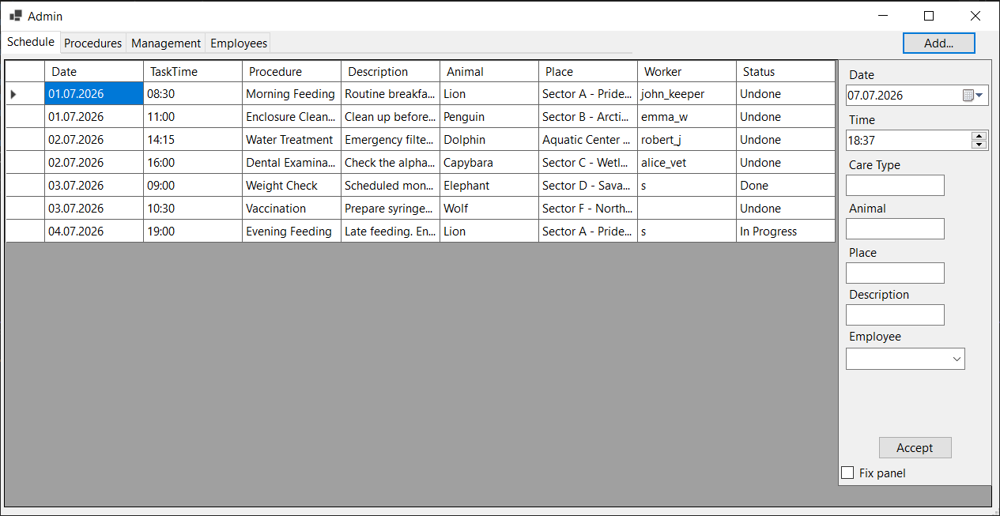 Admin
Schedule Procedures Management Employees Add...
Date TaskTime Procedure Description Animal Place Worker Status
01.07.2026 08:30 Morning Feeding Routine breakfa... Lion Sector A - Pride... john_keeper Undone
01.07.2026 11:00 Enclosure Clean... Clean up before... Penguin Sector B - Arcti... emma_w Undone
02.07.2026 14:15 Water Treatment Emergency filte... Dolphin Aquatic Center ... robert_j Undone
02.07.2026 16:00 Dental Examina... Check the alpha... Capybara Sector C - Wetl... alice_vet Undone
03.07.2026 09:00 Weight Check Scheduled mon... Elephant Sector D - Sava... s Done
03.07.2026 10:30 Vaccination Prepare syringe... Wolf Sector F - North... Undone
04.07.2026 19:00 Evening Feeding Late feeding. En... Lion Sector A - Pride... s In Progress
Date
07.07.2026
Time
18:37
Care Type
Animal
Place
Description
Employee
Accept
Fix panel